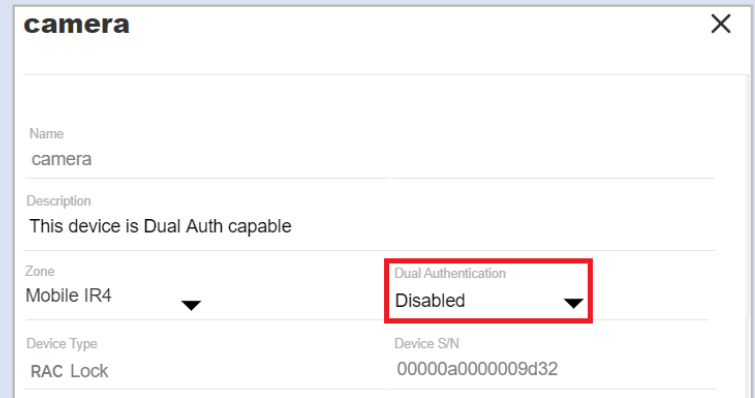 camera
Name
camera
Description
This device is Dual Auth capable
Zone
Dual Authentication
Mobile IR4
Disabled
Device Type
Device S/N
RAC Lock
00000a0000009d32